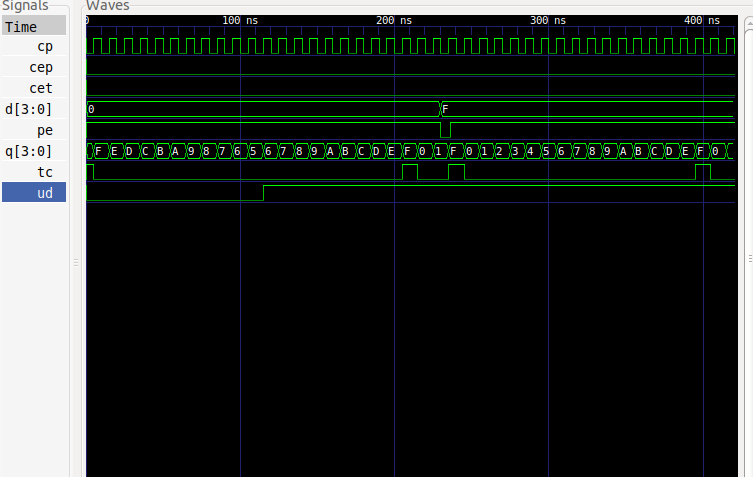 Signals
Waves
Time
0
100 ns
200 ns
300 ns
400 ns
cp
cep
cet
d[3:0]
0
F
pe
q[3:0]
F E D C B A 9 8 7 6 5 6 7 8 9 A B C D E F 0 1 F 0 1 2 3 4 5 6 7 8 9 A B C D E F 0
tc
ud